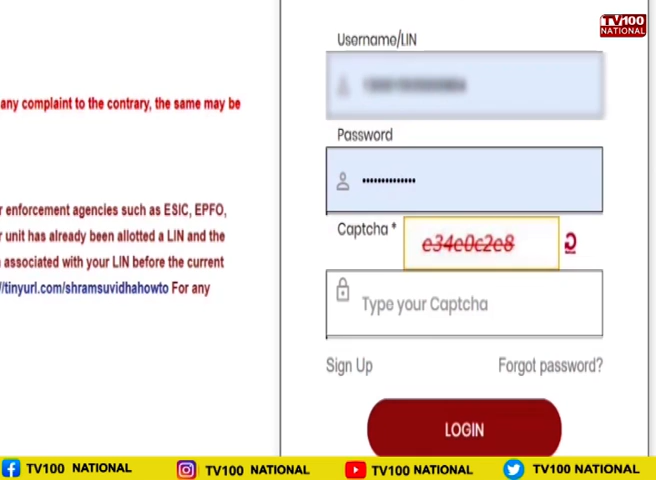 TV100
NATIONAL
Username/LIN
any complaint to the contrary, the same may be
Password
r enforcement agencies such as ESIC, EPFO,
r unit has already been allotted a LIN and the
associated with your LIN before the current
/tinyurl.com/shramsuvidhahowto For any
Captcha *
e34e0c2e8
Type your Captcha
Sign Up
Forgot password?
LOGIN
TV100 NATIONAL
TV100 NATIONAL
TV100 NATIONAL
TV100 NATIONAL